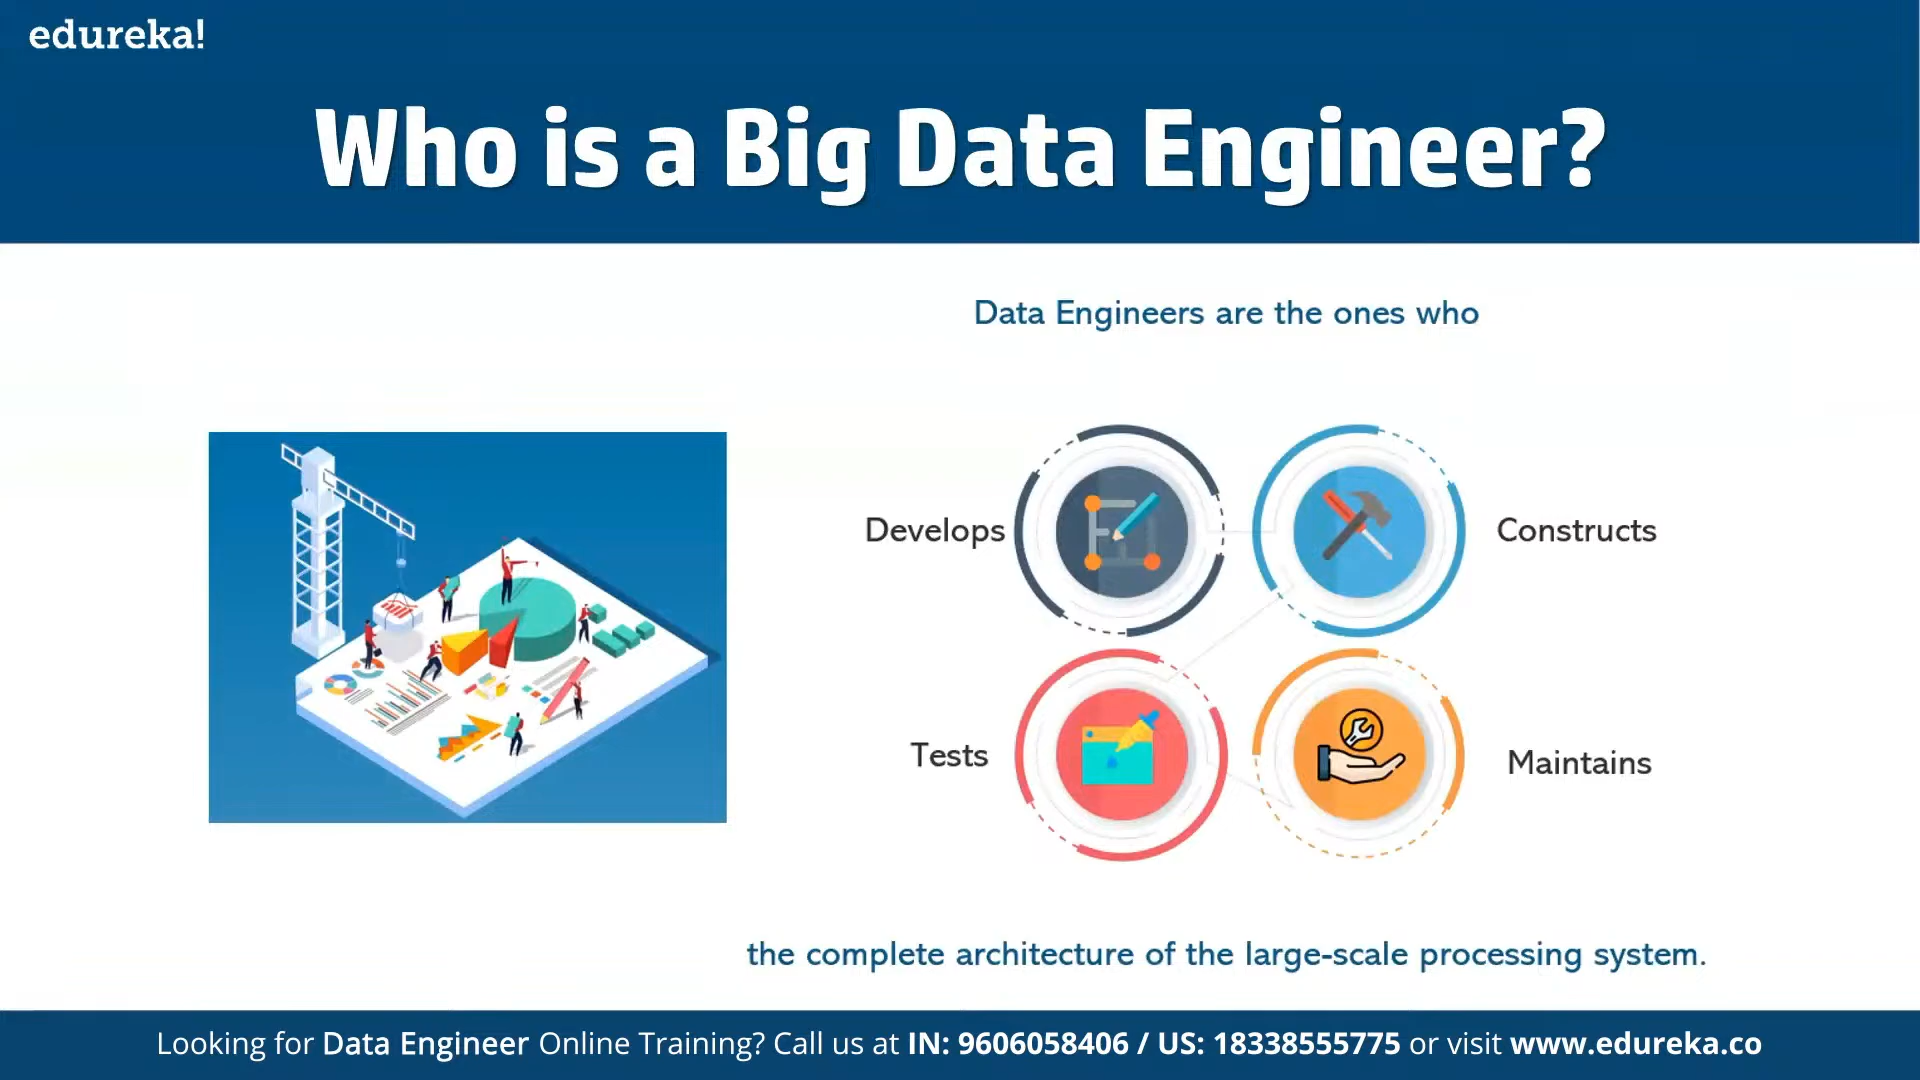 edureka!
Who is a Big Data Engineer?
Data Engineers are the ones who
Develops
Constructs
Tests
Maintains
the complete architecture of the large-scale processing system.
Looking for Data Engineer Online Training? Call us at IN: 9606058406 / US: 18338555775 or visit www.edureka.co